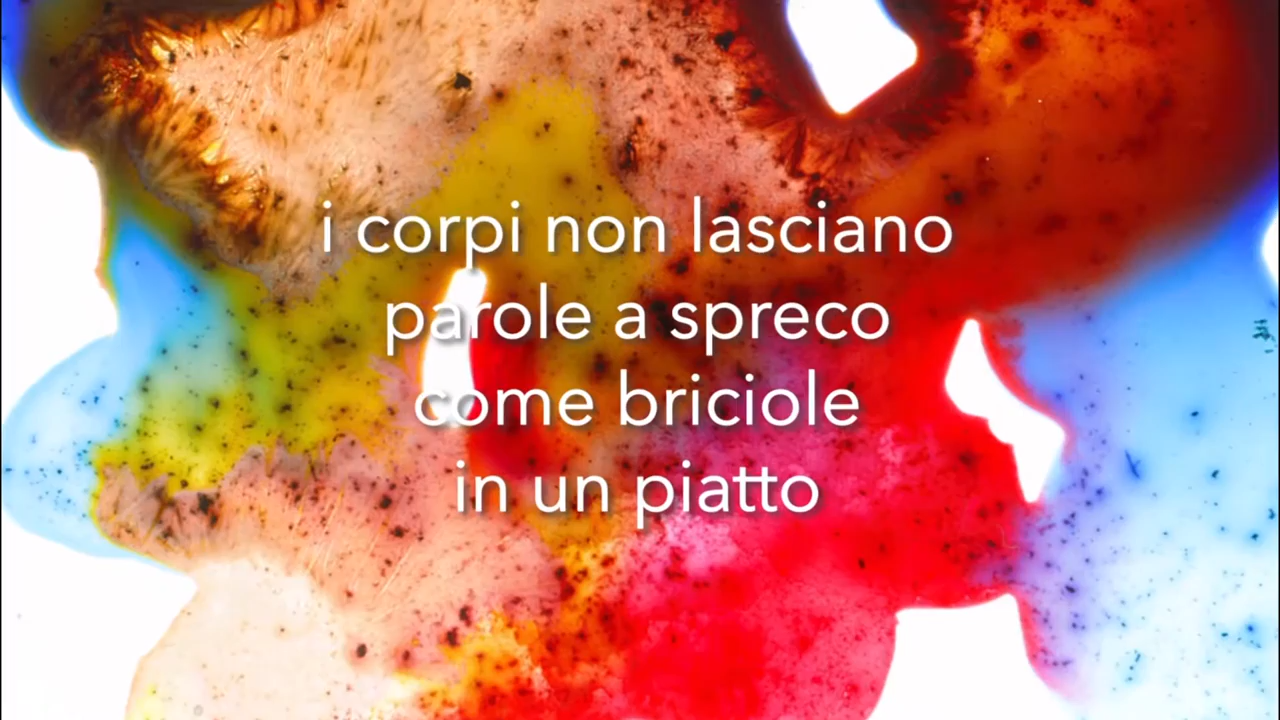 i corpi non lasciano
parole a spreco
come briciole
in un piatto